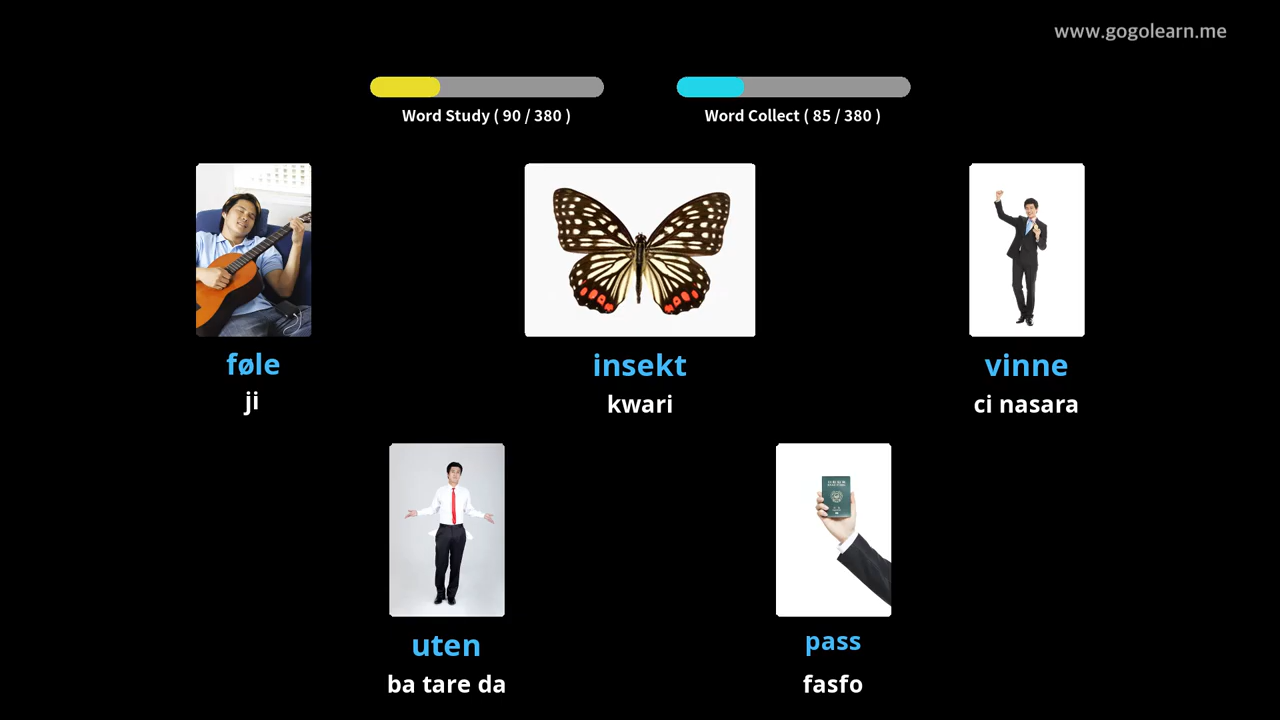 www.gogolearn.me
Word Study ( 90 / 380 )
Word Collect ( 85 / 380 )
føle
ji
insekt
kwari
vinne
ci nasara
uten
ba tare da
pass
fasfo